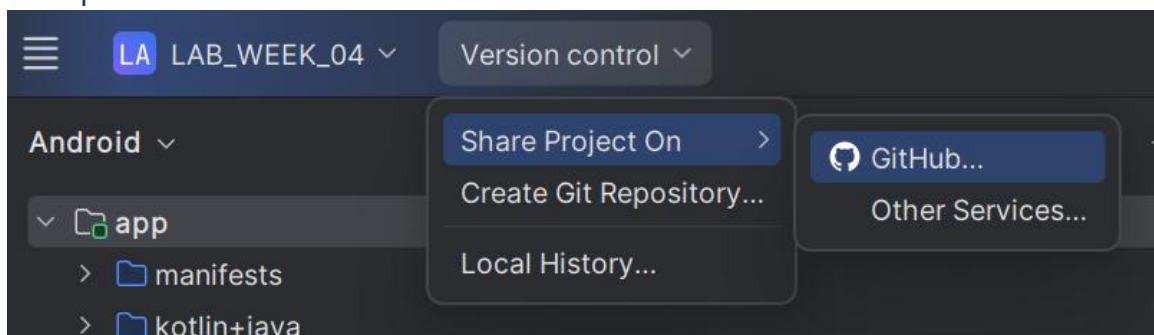 LA LAB_WEEK_04
Version control
Android
Share Project On
GitHub...
Create Git Repository...
Other Services...
app
Local History...
manifests
kotlin+java